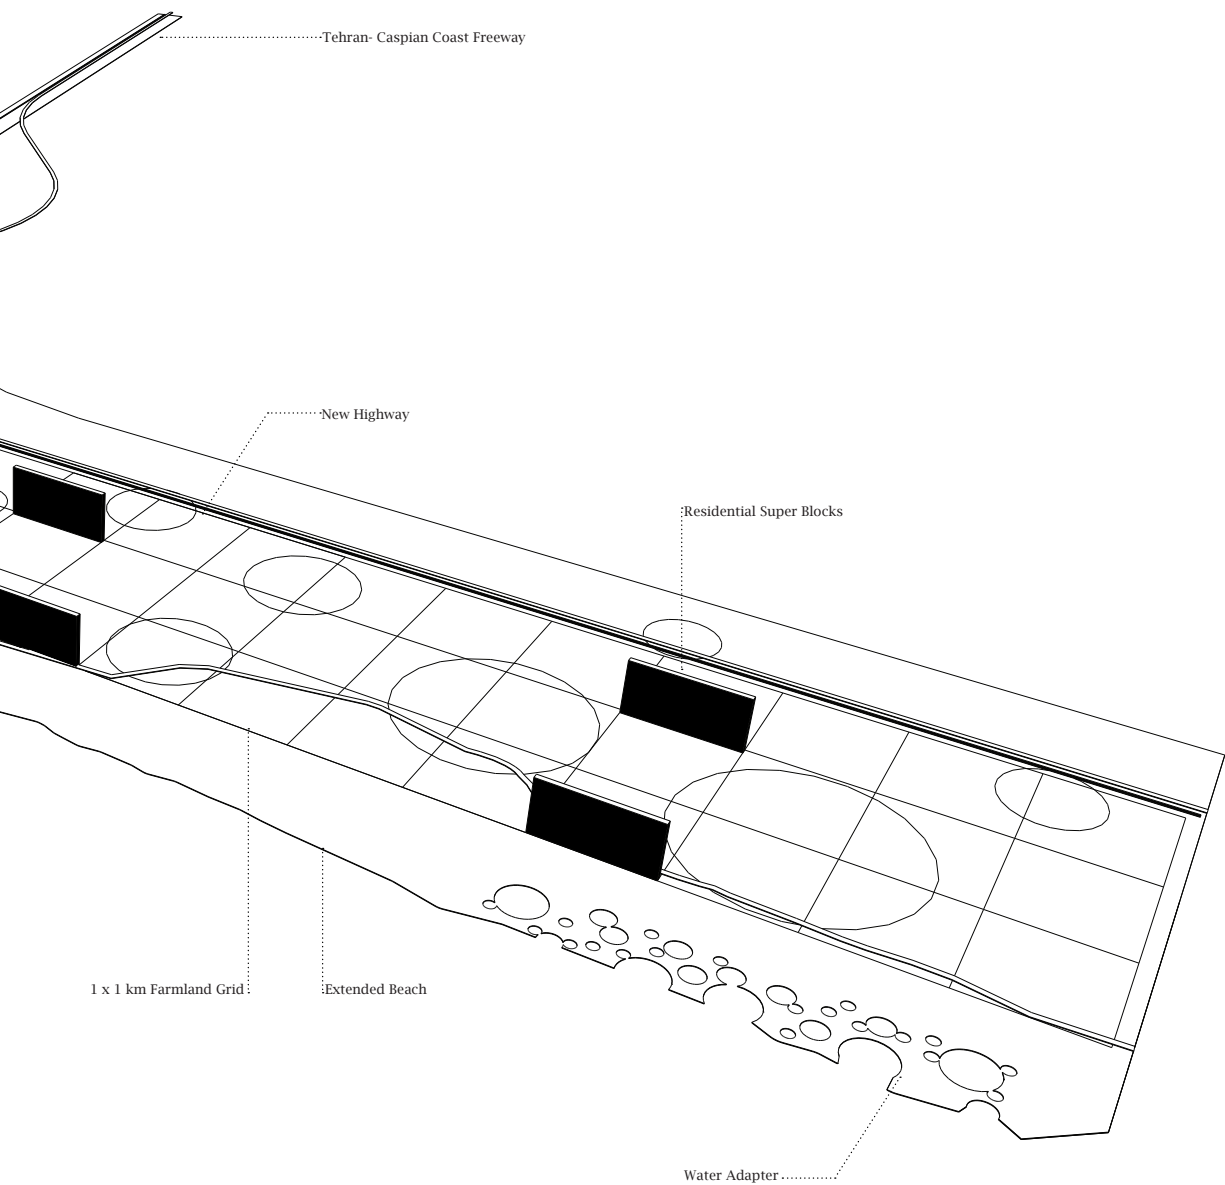 Tehran- Caspian Coast Freeway
New Highway
Residential Super Blocks
1 x 1 km Farmland Grid
Extended Beach
Water Adapter